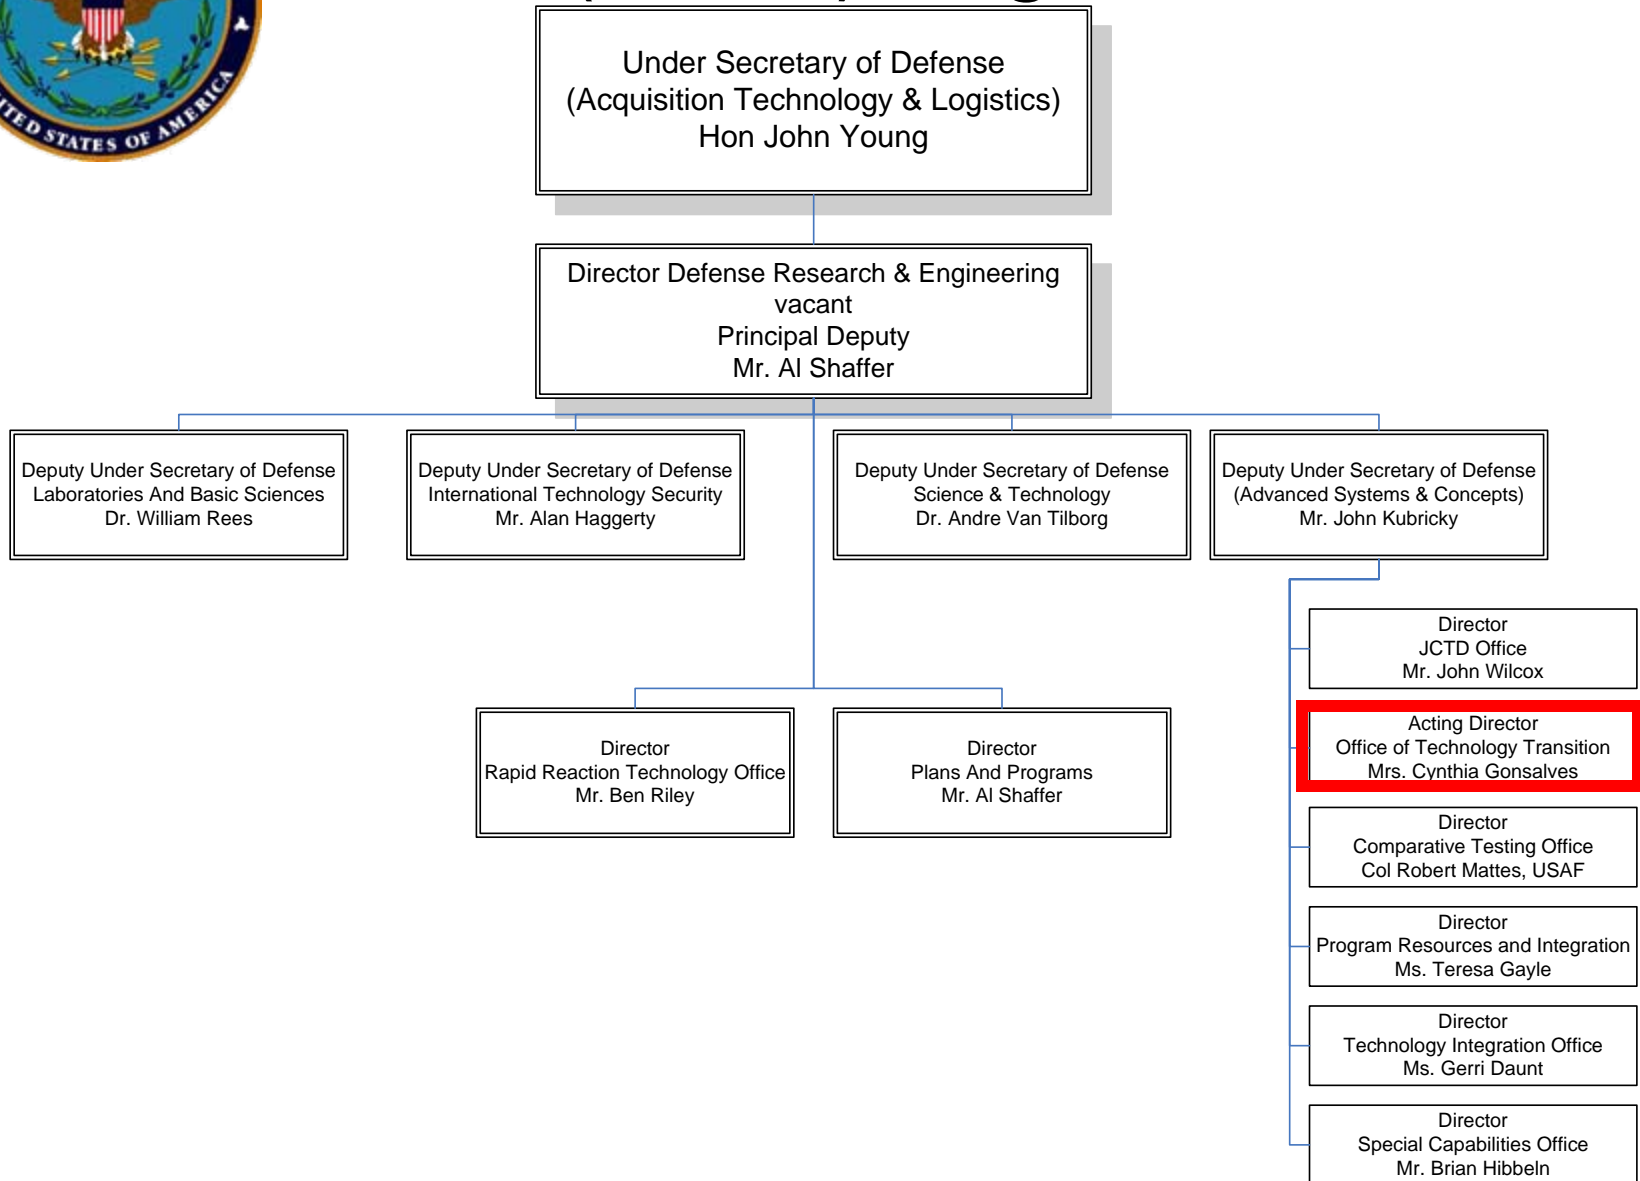 UNITED STATES OF AMERICA
Under Secretary of Defense
(Acquisition Technology & Logistics)
Hon John Young
Director Defense Research & Engineering
vacant
Principal Deputy
Mr. Al Shaffer
Deputy Under Secretary of Defense
Laboratories And Basic Sciences
Dr. William Rees
Deputy Under Secretary of Defense
International Technology Security
Mr. Alan Haggerty
Deputy Under Secretary of Defense
Science & Technology
Dr. Andre Van Tilborg
Deputy Under Secretary of Defense
(Advanced Systems & Concepts)
Mr. John Kubricky
Director
JCTD Office
Mr. John Wilcox
Acting Director
Office of Technology Transition
Mrs. Cynthia Gonsalves
Director
Rapid Reaction Technology Office
Mr. Ben Riley
Director
Plans And Programs
Mr. Al Shaffer
Director
Comparative Testing Office
Col Robert Mattes, USAF
Director
Program Resources and Integration
Ms. Teresa Gayle
Director
Technology Integration Office
Ms. Gerri Daunt
Director
Special Capabilities Office
Mr. Brian Hibbeln